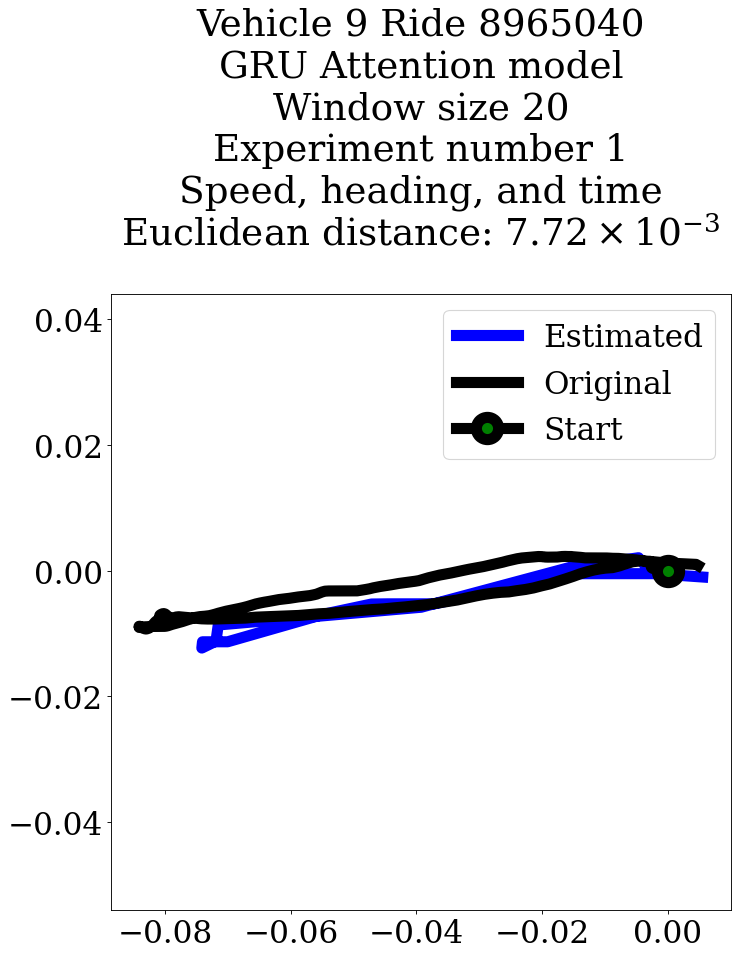 Vehicle 9 Ride 8965040
GRU Attention model
Window size 20
Experiment number 1
Speed, heading, and time
Euclidean distance: 7.72 × 10⁻³
Estimated
Original
Start
0.04
0.02
0.00
−0.02
−0.04
−0.08 −0.06 −0.04 −0.02 0.00